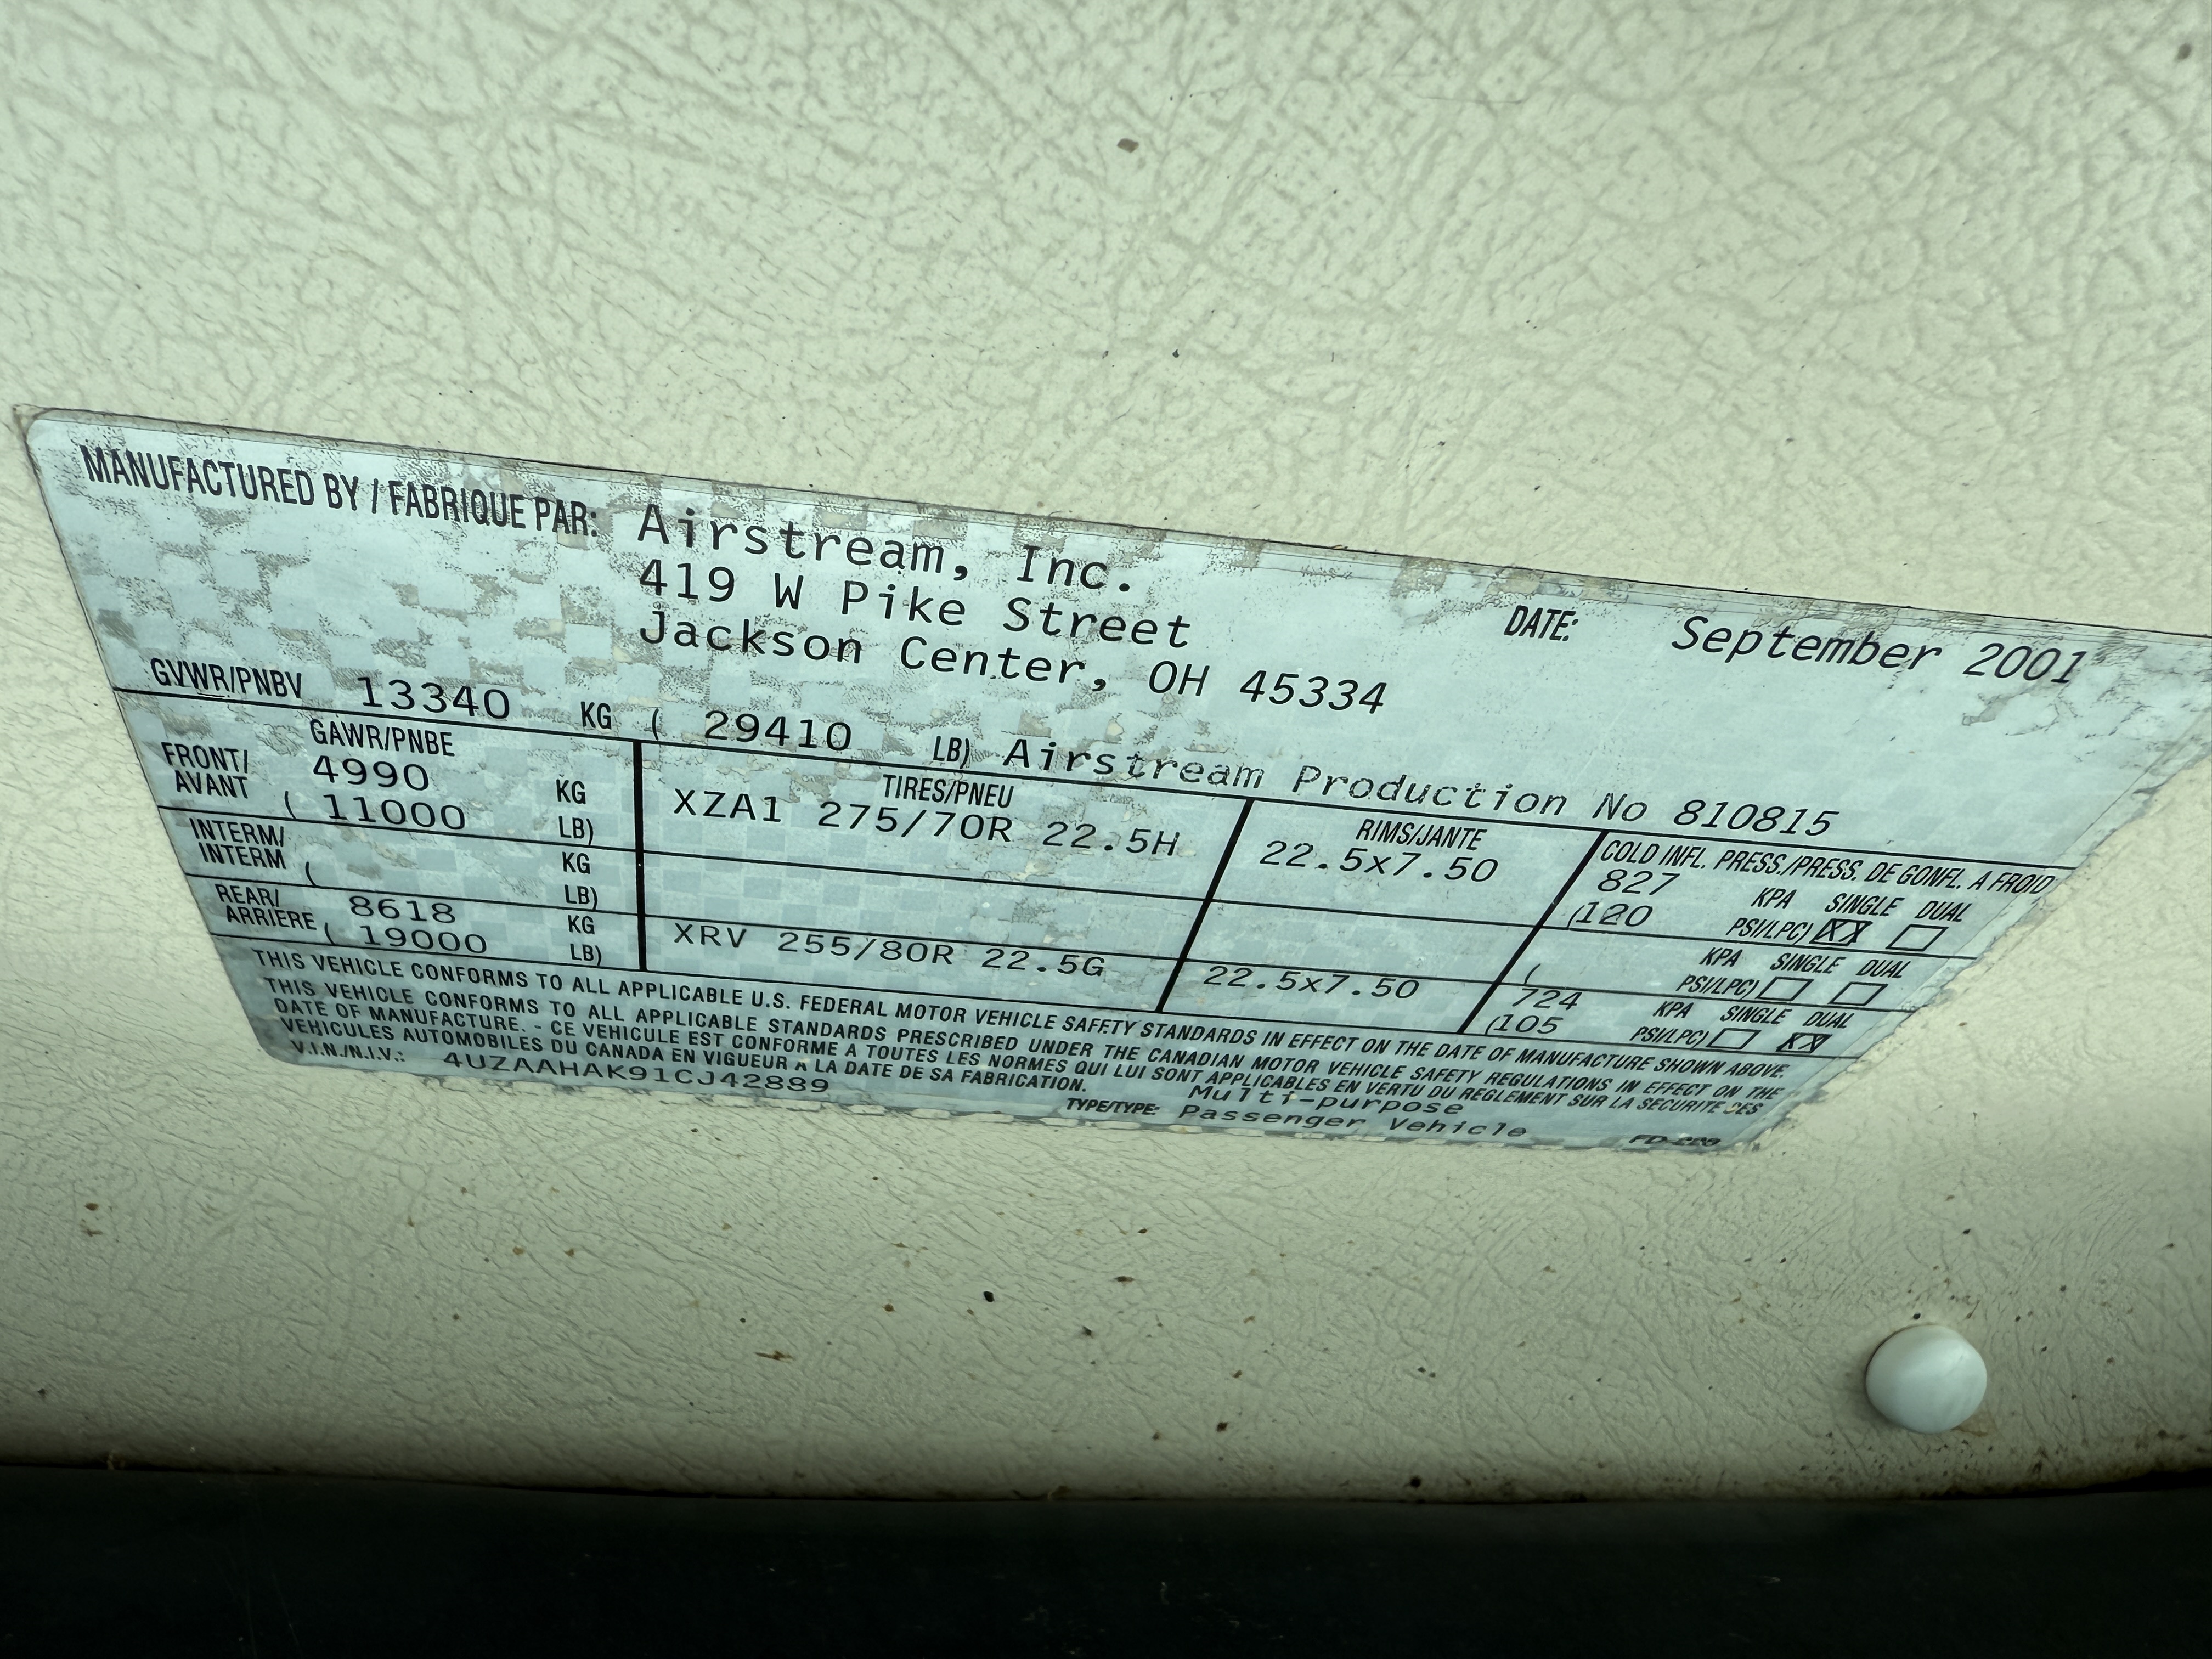 MANUFACTURED BY / FABRIQUE PAR: Airstream, Inc.
419 W Pike Street
Jackson Center, OH 45334
DATE: September 2001
GVWR/PNBV 13340 KG ( 29410 LB) Airstream Production No 810815
GAWR/PNBE TIRES/PNEU RIMS/JANTE COLD INFL. PRESS./PRESS. DE GONFL. A FROID
FRONT/ 4990 KG XZA1 275/70R 22.5H 22.5x7.50 827 KPA SINGLE DUAL
AVANT ( 11000 LB) (120 PSI/LPC) XX
INTERM/ KG KPA SINGLE DUAL
INTERM ( LB) ( PSI/LPC)
REAR/ 8618 KG XRV 255/80R 22.5G 22.5x7.50 724 KPA SINGLE DUAL
ARRIERE ( 19000 LB) (105 PSI/LPC) XX
THIS VEHICLE CONFORMS TO ALL APPLICABLE U.S. FEDERAL MOTOR VEHICLE SAFETY STANDARDS IN EFFECT ON THE DATE OF MANUFACTURE SHOWN ABOVE.
THIS VEHICLE CONFORMS TO ALL APPLICABLE STANDARDS PRESCRIBED UNDER THE CANADIAN MOTOR VEHICLE SAFETY REGULATIONS IN EFFECT ON THE
DATE OF MANUFACTURE. - CE VEHICULE EST CONFORME A TOUTES LES NORMES QUI LUI SONT APPLICABLES EN VERTU DU REGLEMENT SUR LA SECURITE DES
VEHICULES AUTOMOBILES DU CANADA EN VIGUEUR A LA DATE DE SA FABRICATION.
V.I.N./N.I.V.: 4UZAAHAK91CJ42889
TYPE/TYPE: Multi-purpose
Passenger Vehicle